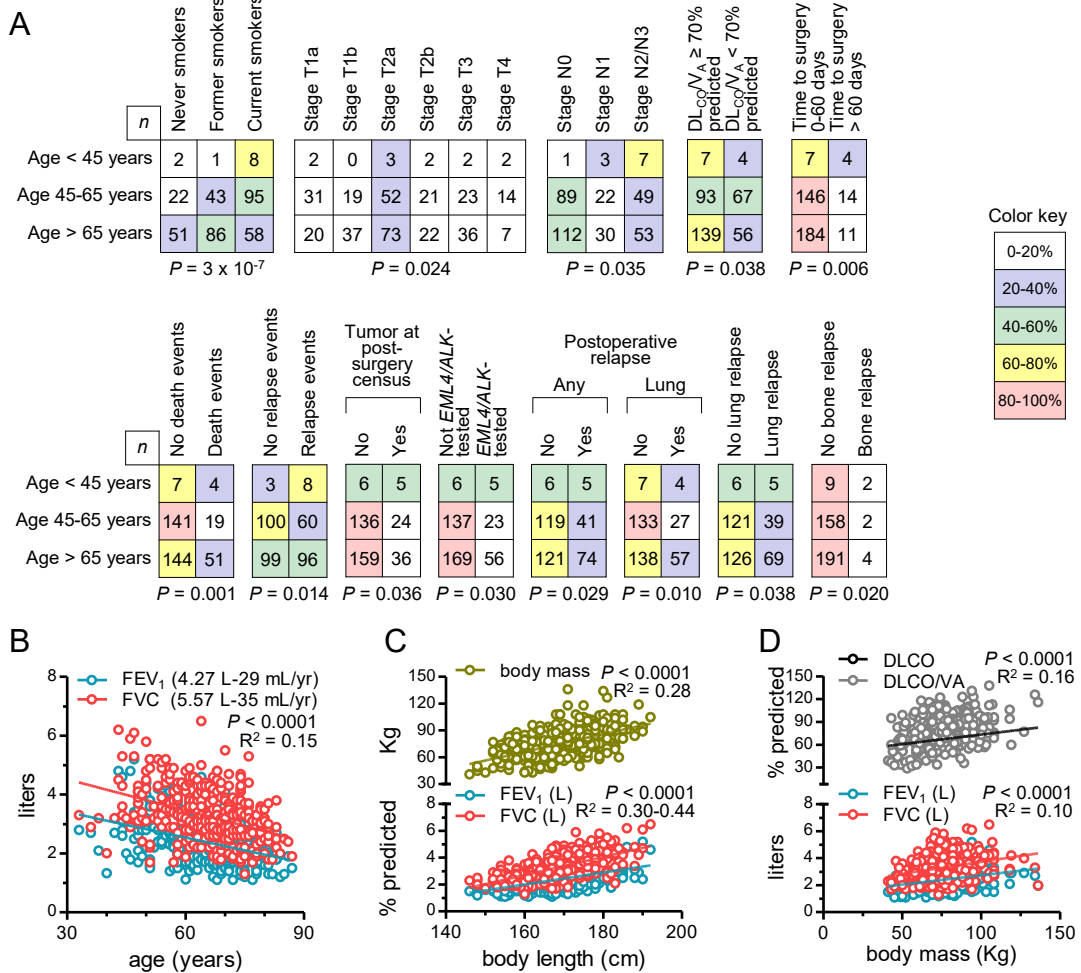 A
n
Never smokers
Former smokers
Current smokers
Stage T1a
Stage T1b
Stage T2a
Stage T2b
Stage T3
Stage T4
Stage N0
Stage N1
Stage N2/N3
DLCO/VA ≥ 70% predicted
DLCO/VA < 70% predicted
Time to surgery 0-60 days
Time to surgery > 60 days
Age < 45 years 2 1 8 2 0 3 2 2 2 1 3 7 7 4 7 4
Age 45-65 years 22 43 95 31 19 52 21 23 14 89 22 49 93 67 146 14
Age > 65 years 51 86 58 20 37 73 22 36 7 112 30 53 139 56 184 11
P = 3 x 10-7 P = 0.024 P = 0.035 P = 0.038 P = 0.006
Color key
0-20%
20-40%
40-60%
60-80%
80-100%
n
No death events
Death events
No relapse events
Relapse events
Tumor at
post-
surgery
census
No
Yes
Not EML4/ALK-
tested
EML4/ALK-
tested
Postoperative
relapse
Any
No
Yes
Lung
No
Yes
No lung relapse
Lung relapse
No bone relapse
Bone relapse
Age < 45 years 7 4 3 8 6 5 6 5 6 5 7 4 6 5 9 2
Age 45-65 years 141 19 100 60 136 24 137 23 119 41 133 27 121 39 158 2
Age > 65 years 144 51 99 96 159 36 169 56 121 74 138 57 126 69 191 4
P = 0.001 P = 0.014 P = 0.036 P = 0.030 P = 0.029 P = 0.010 P = 0.038 P = 0.020
B
FEV1 (4.27 L-29 mL/yr)
FVC (5.57 L-35 mL/yr)
P < 0.0001
R2 = 0.15
liters
8
6
4
2
0
30 50 70 90
age (years)
C
body mass
P < 0.0001
R2 = 0.28
Kg
150
120
90
60
30
FEV1 (L)
FVC (L)
P < 0.0001
R2 = 0.30-0.44
% predicted
8
6
4
2
0
140 160 180 200
body length (cm)
D
DLCO
DLCO/VA
P < 0.0001
R2 = 0.16
% predicted
150
120
90
60
30
FEV1 (L)
FVC (L)
P < 0.0001
R2 = 0.10
liters
8
6
4
2
0
0 50 100 150
body mass (Kg)